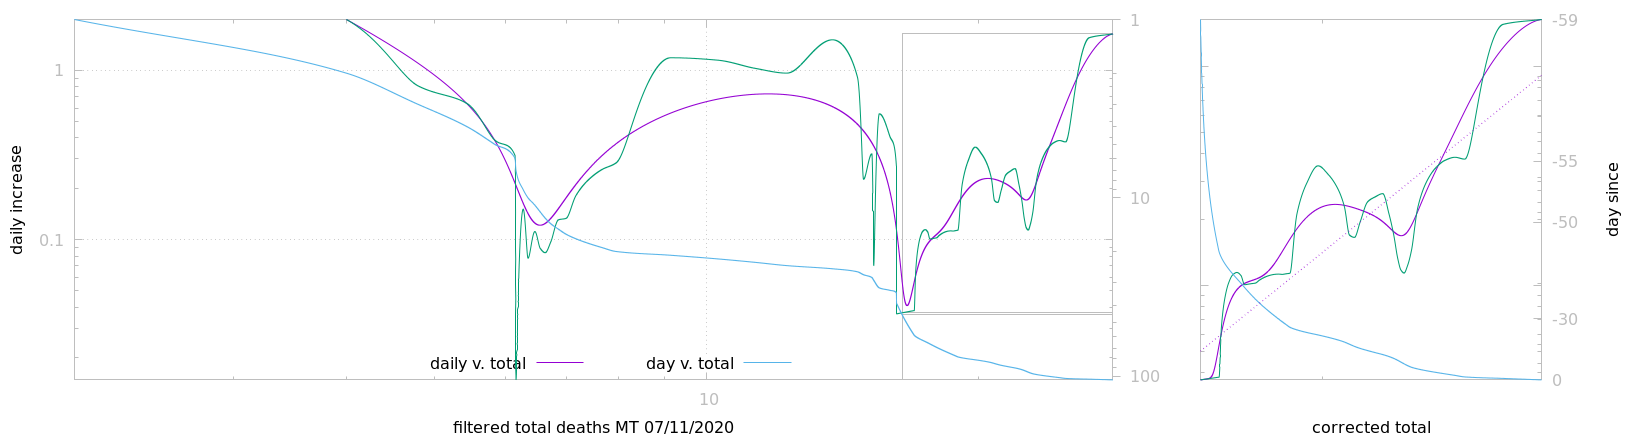 daily increase
1
0.1
daily v. total
day v. total
10
filtered total deaths MT 07/11/2020
1
10
100
-59
-55
-50
-30
0
day since
corrected total